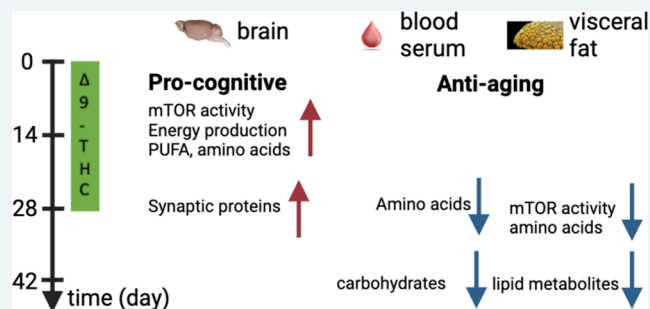 brain
blood
serum
visceral
fat
0
14
28
42
time (day)
Δ
9
-
T
H
C
Pro-cognitive
mTOR activity
Energy production
PUFA, amino acids
Synaptic proteins
Anti-aging
Amino acids
mTOR activity
amino acids
carbohydrates
lipid metabolites